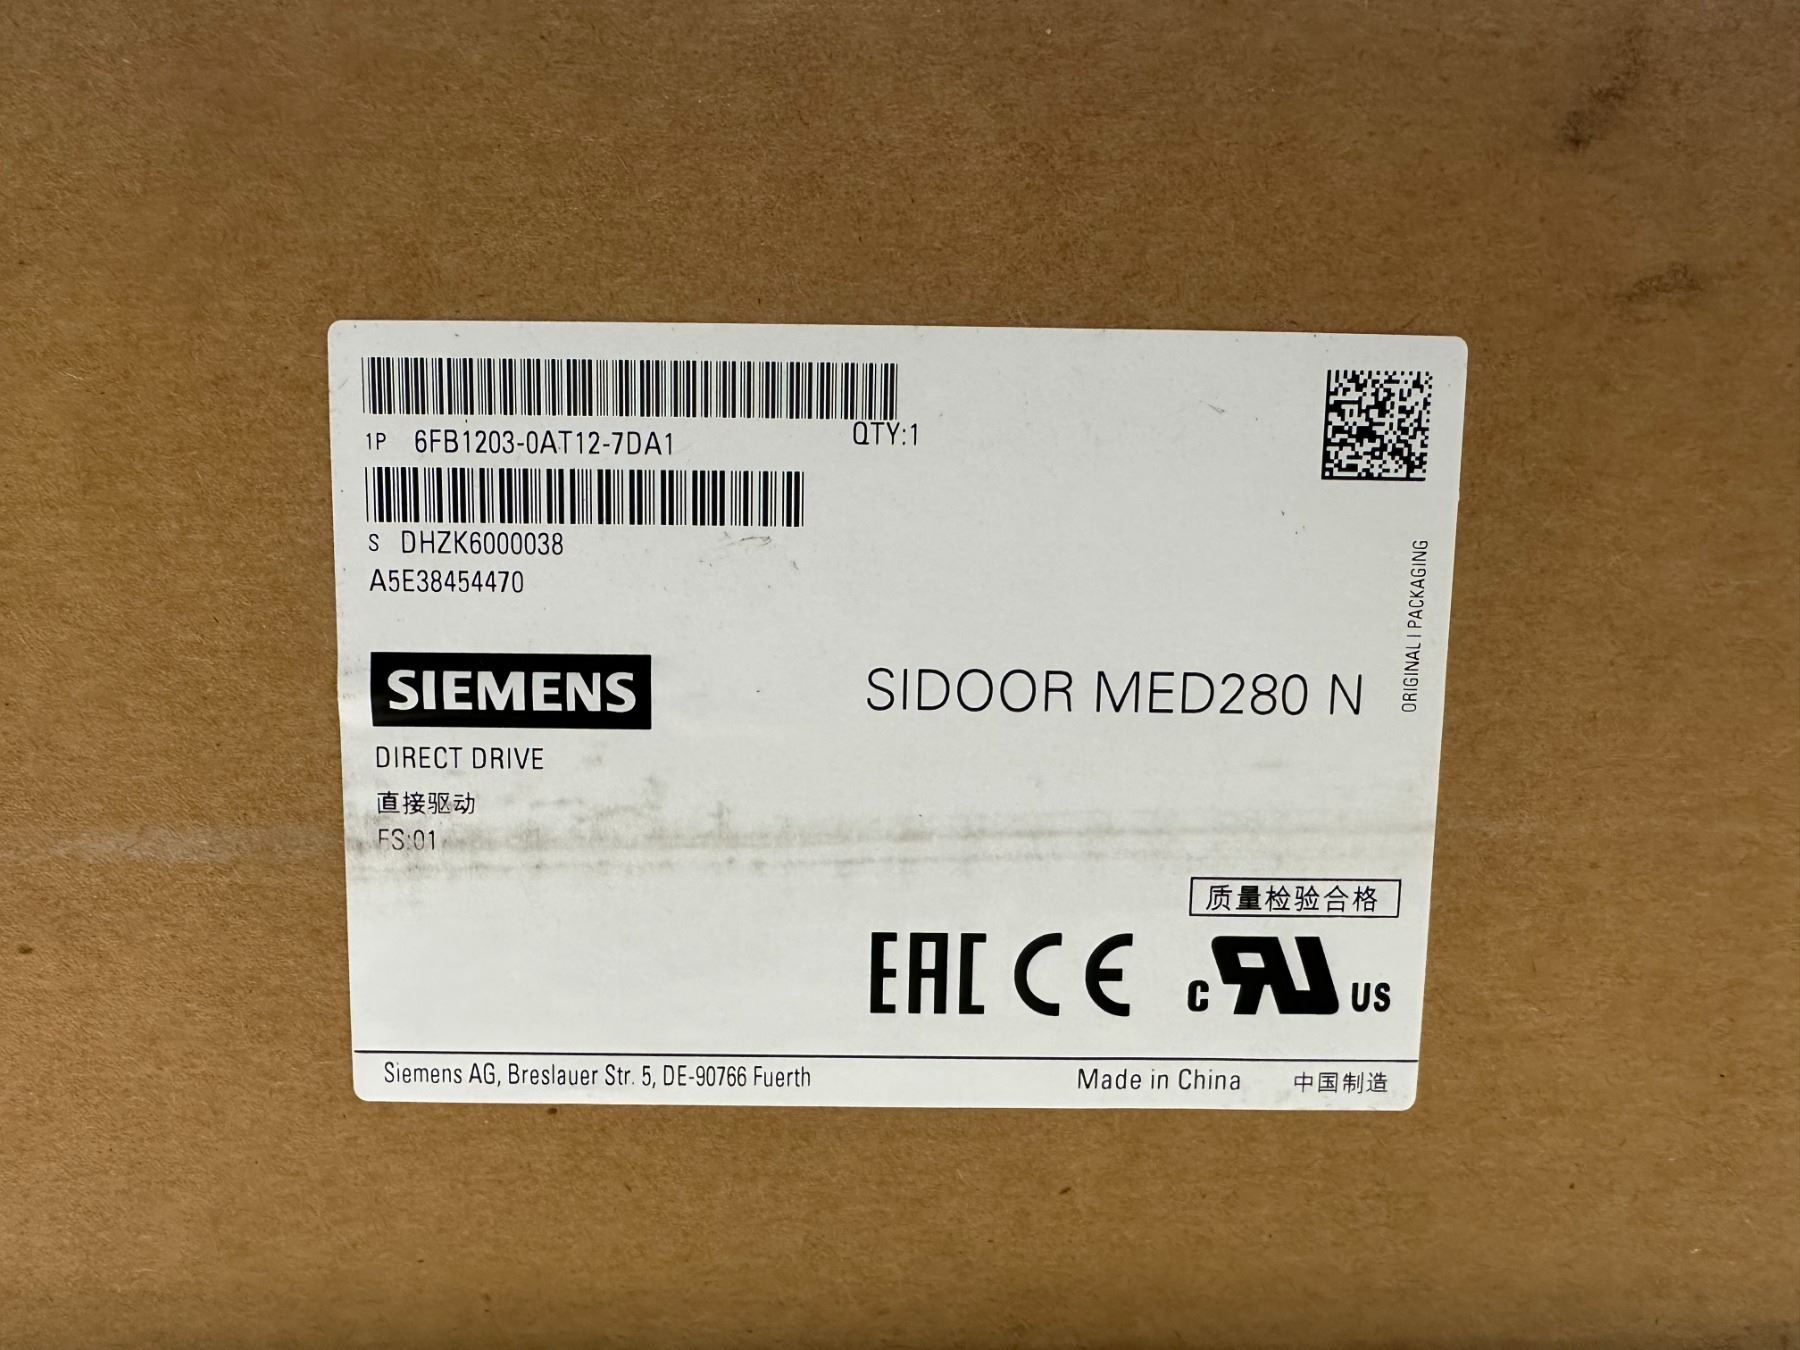 1P 6FB1203-0AT12-7DA1 QTY:1
S DHZK6000038
A5E38454470
ORIGINAL | PACKAGING
SIEMENS SIDOOR MED280 N
DIRECT DRIVE
直接驱动
FS:01
质量检验合格
EAC CE c RU US
Siemens AG, Breslauer Str. 5, DE-90766 Fuerth Made in China 中国制造